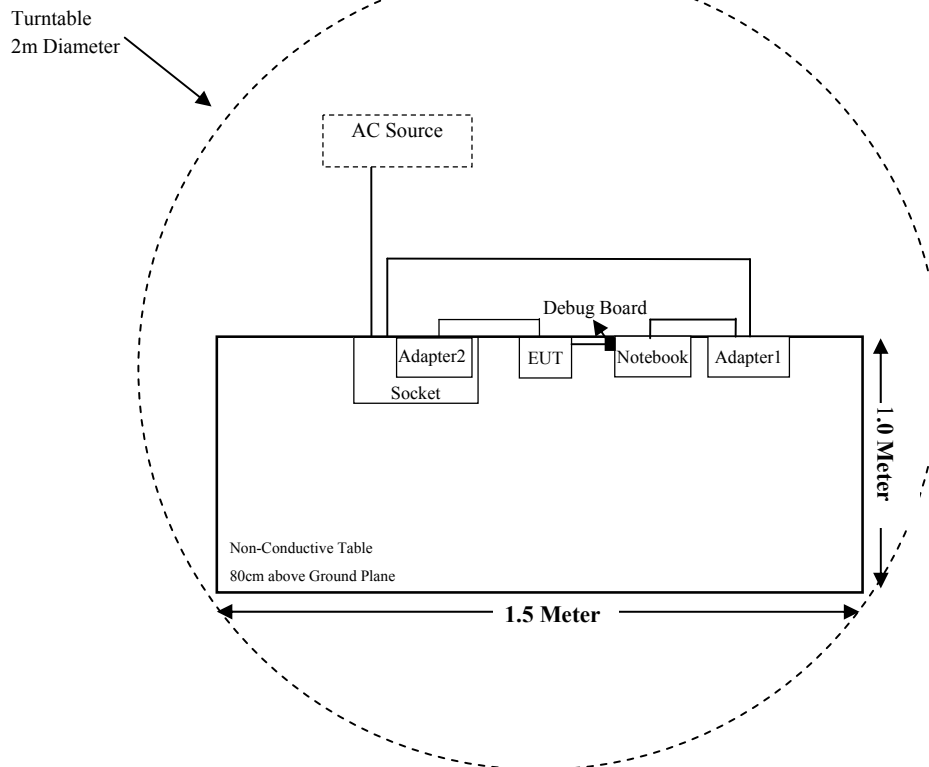 Turntable
2m Diameter
AC Source
Debug Board
Adapter2
EUT
Notebook
Adapter1
Socket
1.0 Meter
Non-Conductive Table
80cm above Ground Plane
1.5 Meter